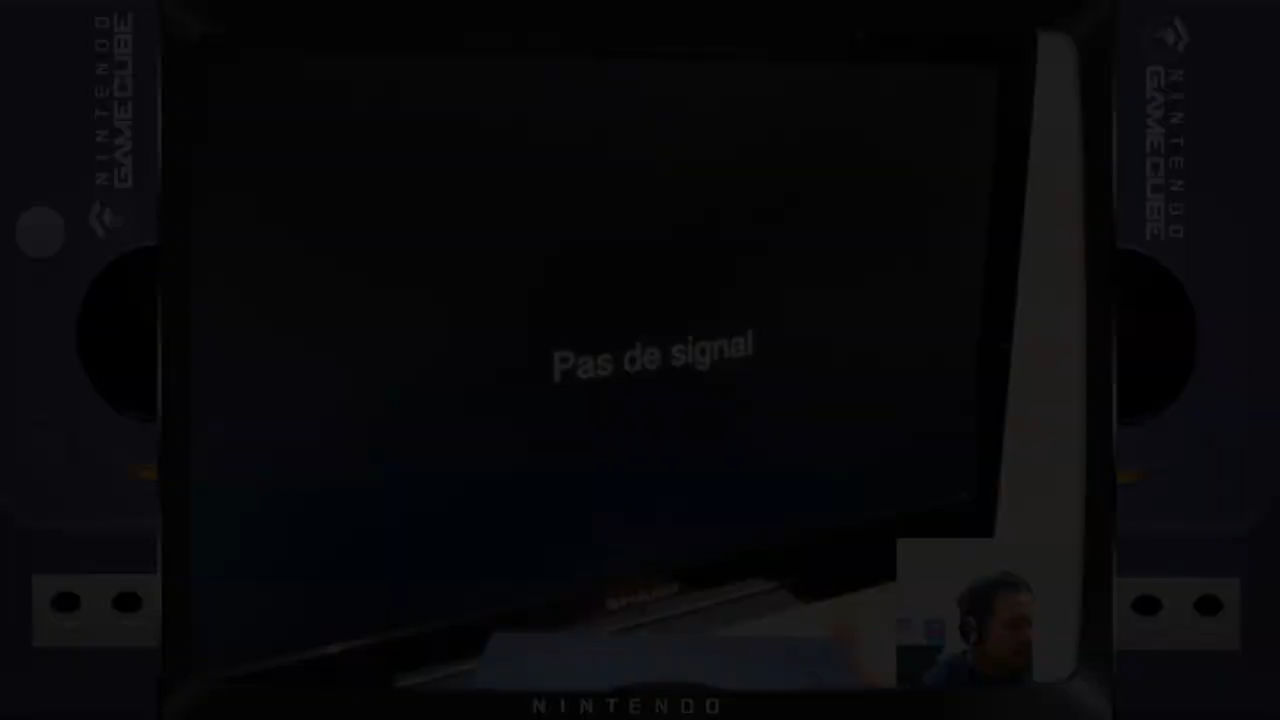 NINTENDO
GAMECUBE
NINTENDO
GAMECUBE
Pas de signal
NINTENDO